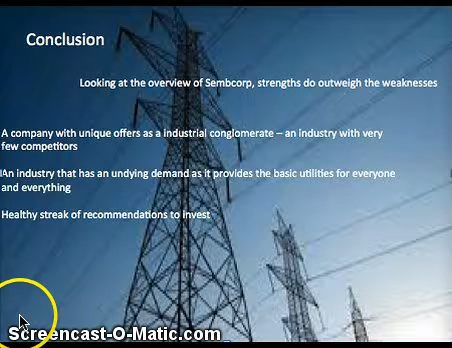 Conclusion
Looking at the overview of Sembcorp, strengths do outweigh the weaknesses
A company with unique offers as a industrial conglomerate – an industry with very
few competitors
An industry that has an undying demand as it provides the basic utilities for everyone
and everything
Healthy streak of recommendations to invest
Screencast-O-Matic.com